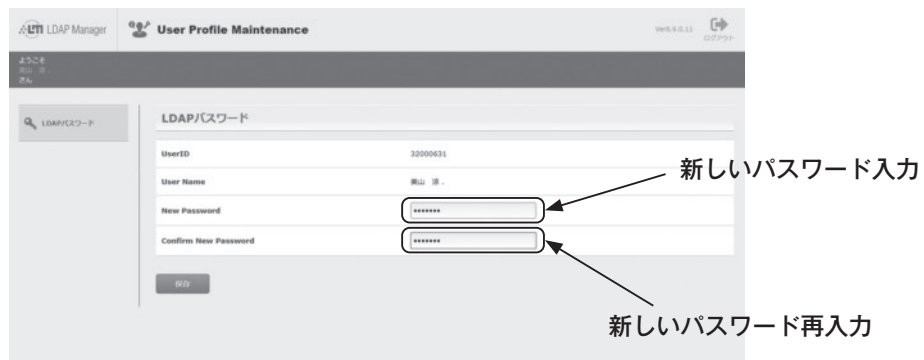 LDAP Manager
User Profile Maintenance
ログアウト
ようこそ
さん
LDAPパスワード
LDAPパスワード
UserID 32000631
User Name
New Password •••••••
新しいパスワード入力
Confirm New Password •••••••
保存
新しいパスワード再入力